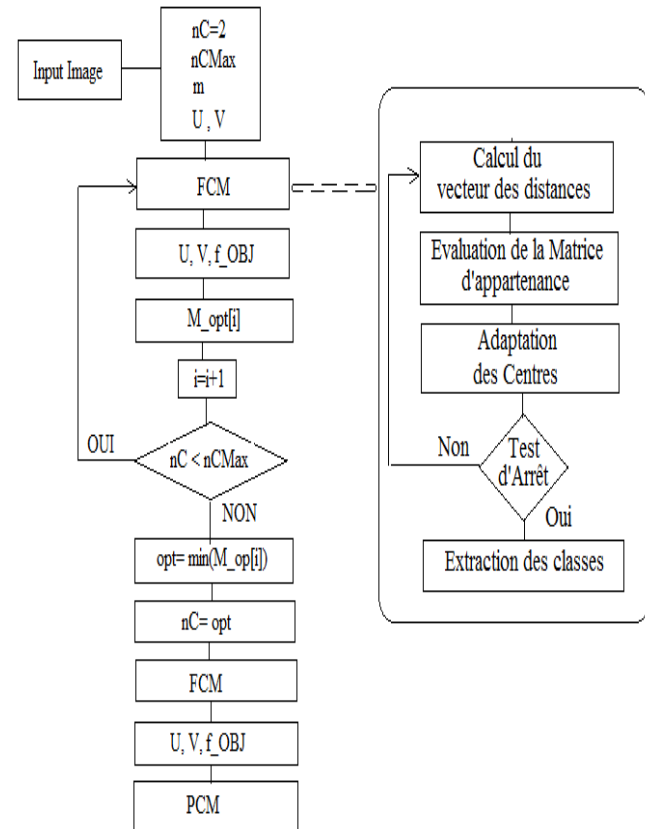 Input Image
nC=2
nCMax
m
U , V
FCM
U, V, f_OBJ
M_opt[i]
i=i+1
OUI
nC < nCMax
NON
opt= min(M_op[i])
nC= opt
FCM
U, V, f_OBJ
PCM
Calcul du
vecteur des distances
Evaluation de la Matrice
d'appartenance
Adaptation
des Centres
Non
Test
d'Arrêt
Oui
Extraction des classes